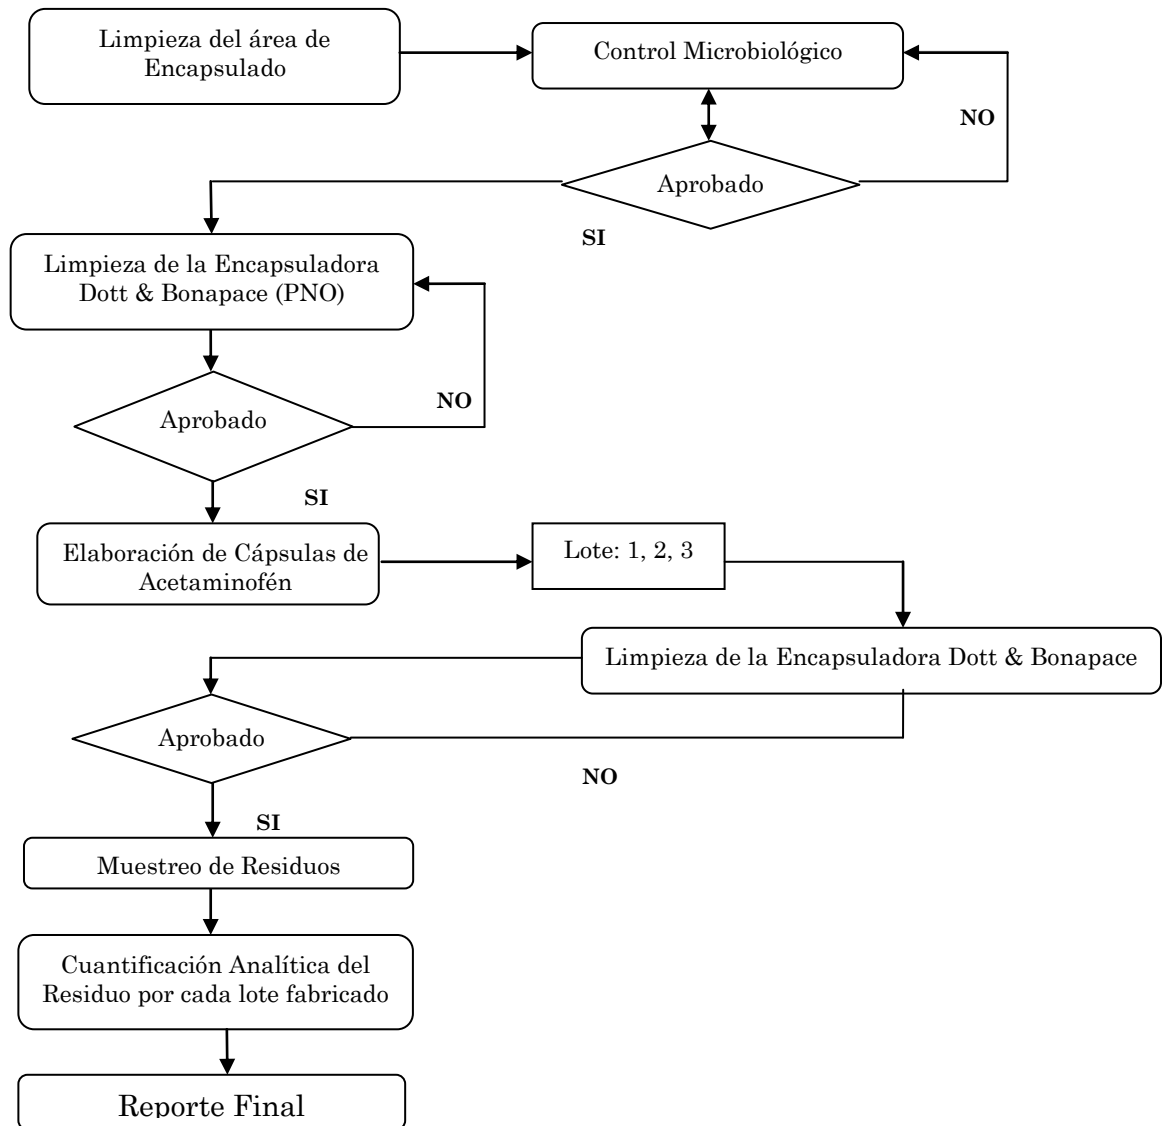 Limpieza del área de
Encapsulado
Control Microbiológico
NO
Aprobado
SI
Limpieza de la Encapsuladora
Dott & Bonapace (PNO)
NO
Aprobado
SI
Elaboración de Cápsulas de
Acetaminofén
Lote: 1, 2, 3
Limpieza de la Encapsuladora Dott & Bonapace
Aprobado
NO
SI
Muestreo de Residuos
Cuantificación Analítica del
Residuo por cada lote fabricado
Reporte Final